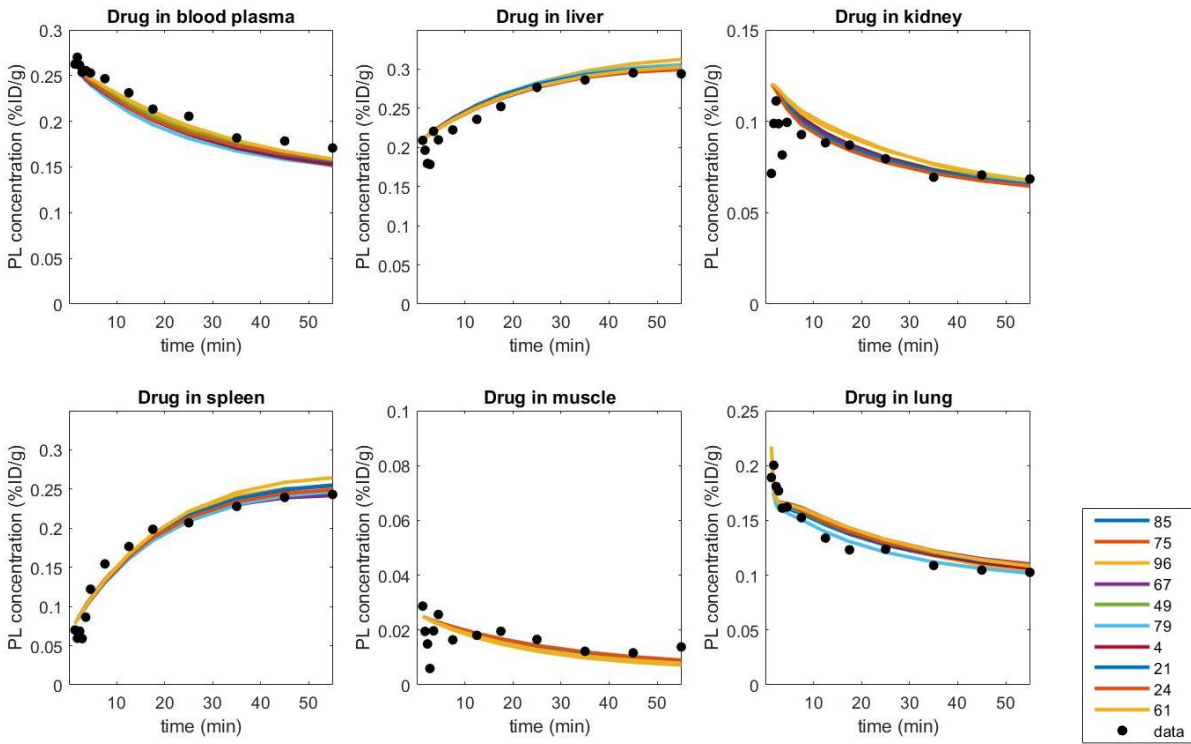 Drug in blood plasma
PL concentration (%ID/g)
0.3
0.25
0.2
0.15
0.1
0.05
0
10 20 30 40 50
time (min)
Drug in liver
PL concentration (%ID/g)
0.3
0.25
0.2
0.15
0.1
0.05
0
10 20 30 40 50
time (min)
Drug in kidney
PL concentration (%ID/g)
0.15
0.1
0.05
0
10 20 30 40 50
time (min)
Drug in spleen
PL concentration (%ID/g)
0.3
0.25
0.2
0.15
0.1
0.05
0
10 20 30 40 50
time (min)
Drug in muscle
PL concentration (%ID/g)
0.1
0.08
0.06
0.04
0.02
0
10 20 30 40 50
time (min)
Drug in lung
PL concentration (%ID/g)
0.25
0.2
0.15
0.1
0.05
0
10 20 30 40 50
time (min)
85
75
96
67
49
79
4
21
24
61
data